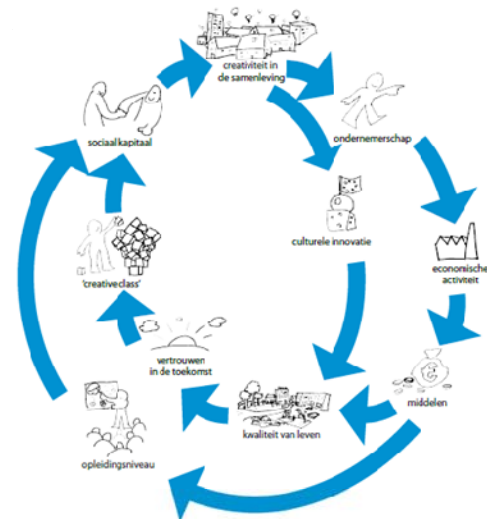 creativiteit in
de samenleving
ondernemerschap
sociaal kapitaal
culturele innovatie
economische
activiteit
'creative class'
vertrouwen
in de toekomst
middelen
kwaliteit van leven
opleidingsniveau